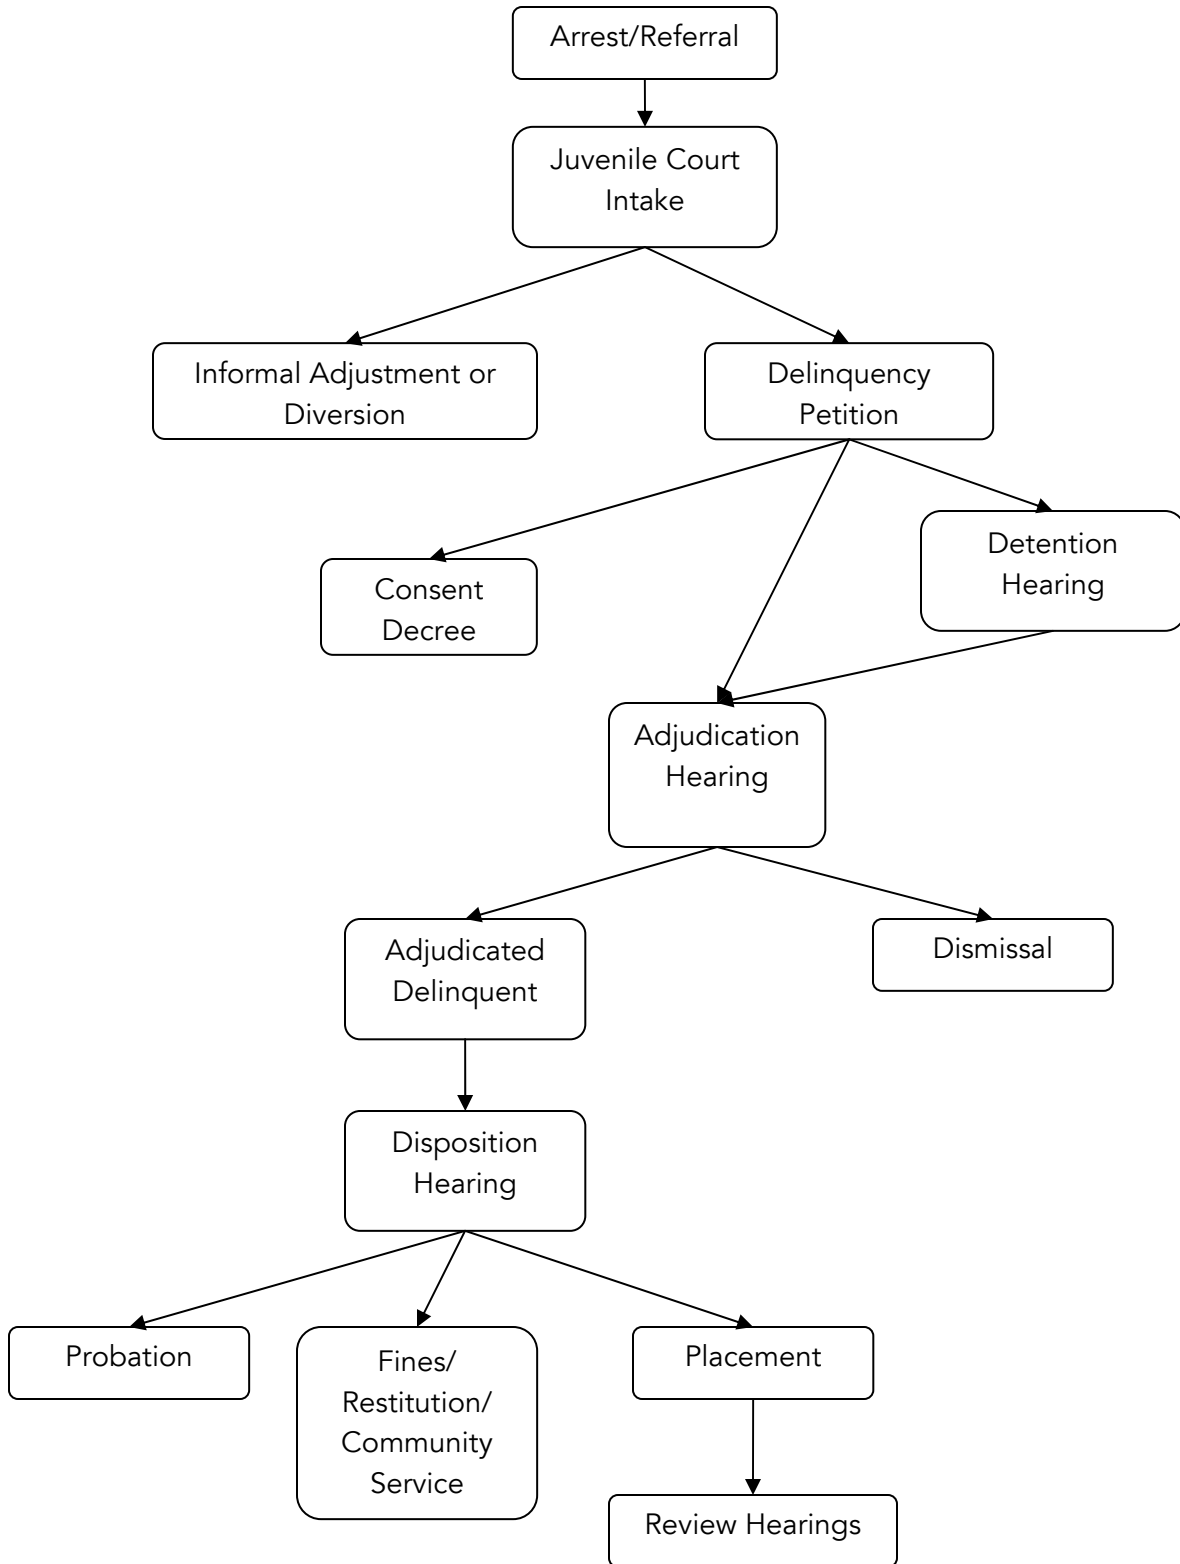 Arrest/Referral
Juvenile Court
Intake
Informal Adjustment or
Diversion
Delinquency
Petition
Consent
Decree
Detention
Hearing
Adjudication
Hearing
Adjudicated
Delinquent
Dismissal
Disposition
Hearing
Probation
Fines/
Restitution/
Community
Service
Placement
Review Hearings